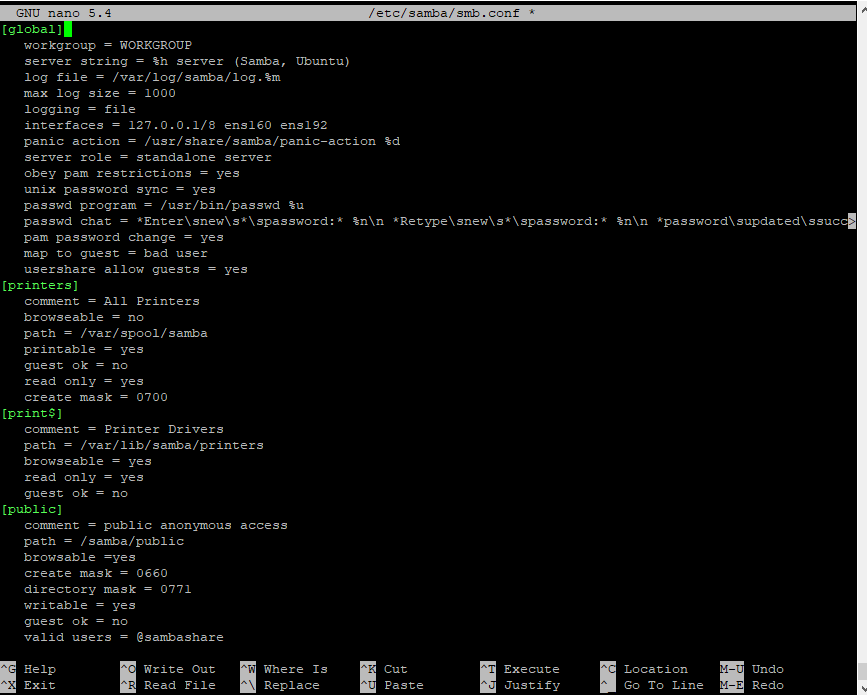 GNU nano 5.4 /etc/samba/smb.conf *
[global]
workgroup = WORKGROUP
server string = %h server (Samba, Ubuntu)
log file = /var/log/samba/log.%m
max log size = 1000
logging = file
interfaces = 127.0.0.1/8 ens160 ens192
panic action = /usr/share/samba/panic-action %d
server role = standalone server
obey pam restrictions = yes
unix password sync = yes
passwd program = /usr/bin/passwd %u
passwd chat = *Enter\snew\s*\spassword:* %n\n *Retype\snew\s*\spassword:* %n\n *password\supdated\ssucc>
pam password change = yes
map to guest = bad user
usershare allow guests = yes
[printers]
comment = All Printers
browseable = no
path = /var/spool/samba
printable = yes
guest ok = no
read only = yes
create mask = 0700
[print$]
comment = Printer Drivers
path = /var/lib/samba/printers
browseable = yes
read only = yes
guest ok = no
[public]
comment = public anonymous access
path = /samba/public
browsable =yes
create mask = 0660
directory mask = 0771
writable = yes
guest ok = no
valid users = @sambashare
^G Help ^O Write Out ^W Where Is ^K Cut ^T Execute ^C Location M-U Undo
^X Exit ^R Read File ^\ Replace ^U Paste ^J Justify ^_ Go To Line M-E Redo